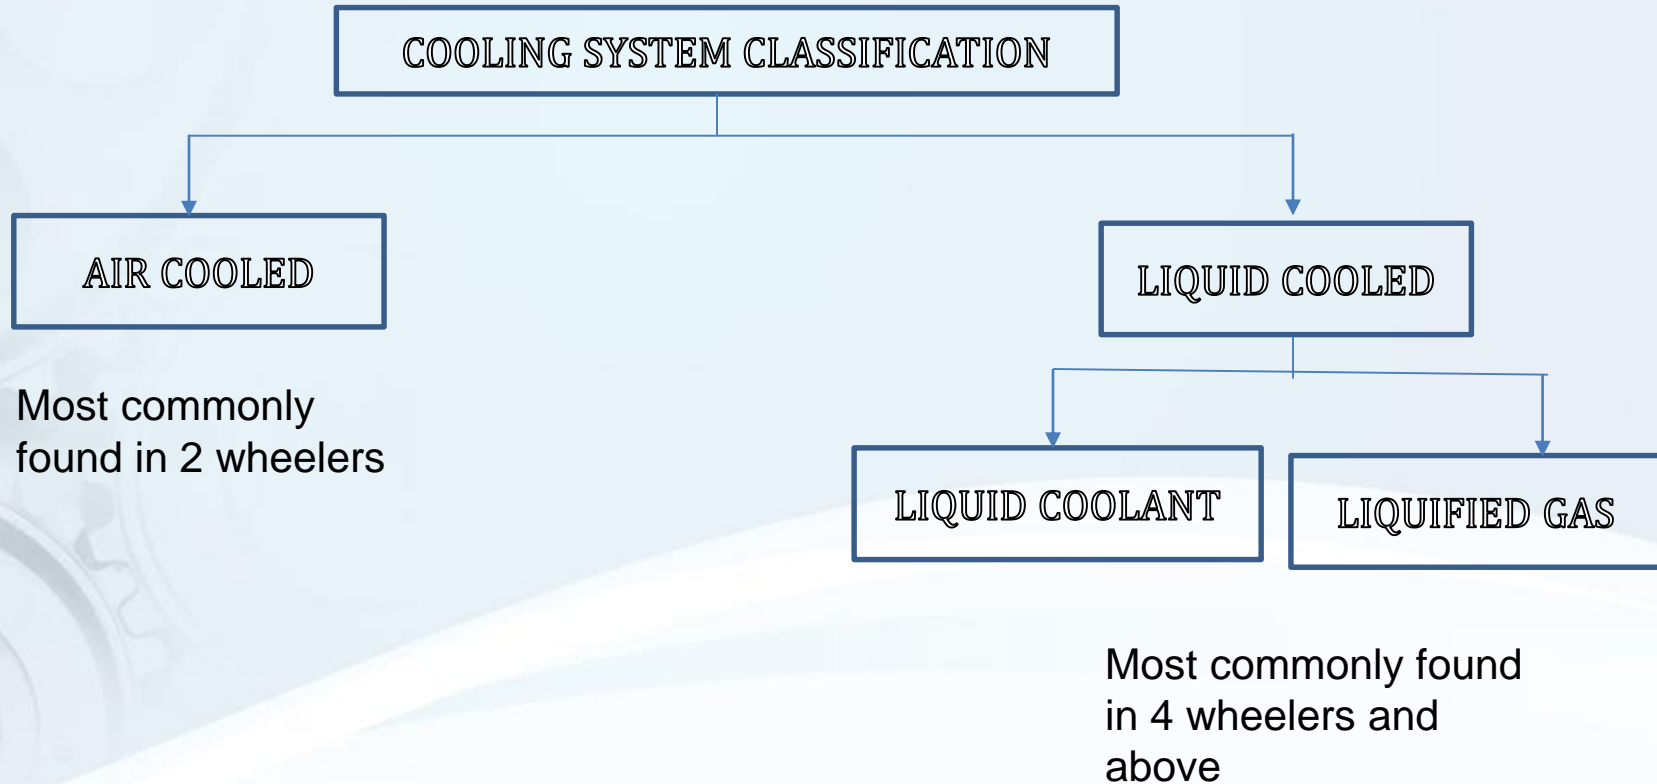 COOLING SYSTEM CLASSIFICATION
AIR COOLED
LIQUID COOLED
Most commonly
found in 2 wheelers
LIQUID COOLANT
LIQUIFIED GAS
Most commonly found
in 4 wheelers and
above